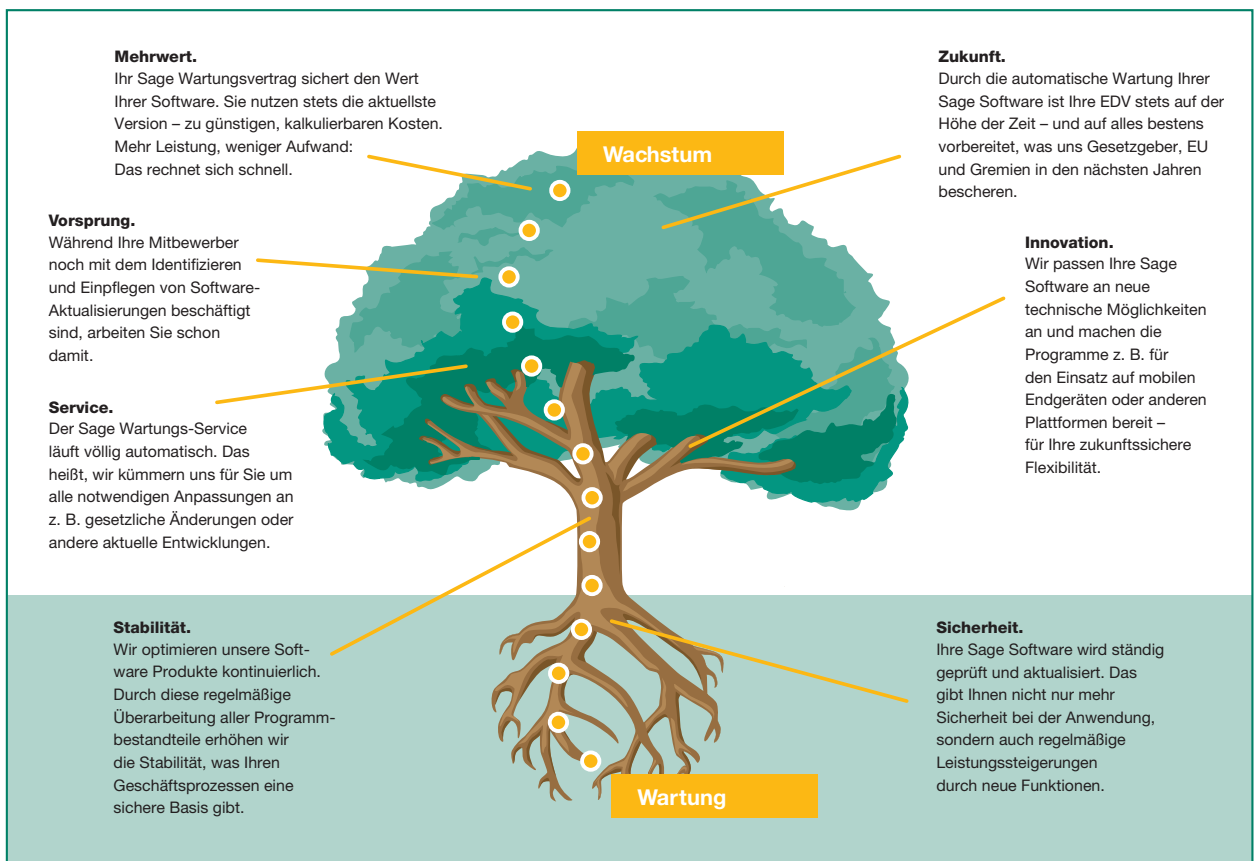 Mehrwert.
Ihr Sage Wartungsvertrag sichert den Wert
Ihrer Software. Sie nutzen stets die aktuellste
Version – zu günstigen, kalkulierbaren Kosten.
Mehr Leistung, weniger Aufwand:
Das rechnet sich schnell.
Vorsprung.
Während Ihre Mitbewerber
noch mit dem Identifizieren
und Einpflegen von Software-
Aktualisierungen beschäftigt
sind, arbeiten Sie schon
damit.
Service.
Der Sage Wartungs-Service
läuft völlig automatisch. Das
heißt, wir kümmern uns für Sie um
alle notwendigen Anpassungen an
z. B. gesetzliche Änderungen oder
andere aktuelle Entwicklungen.
Stabilität.
Wir optimieren unsere Soft-
ware Produkte kontinuierlich.
Durch diese regelmäßige
Überarbeitung aller Programm-
bestandteile erhöhen wir
die Stabilität, was Ihren
Geschäftsprozessen eine
sichere Basis gibt.
Wachstum
Wartung
Zukunft.
Durch die automatische Wartung Ihrer
Sage Software ist Ihre EDV stets auf der
Höhe der Zeit – und auf alles bestens
vorbereitet, was uns Gesetzgeber, EU
und Gremien in den nächsten Jahren
bescheren.
Innovation.
Wir passen Ihre Sage
Software an neue
technische Möglichkeiten
an und machen die
Programme z. B. für
den Einsatz auf mobilen
Endgeräten oder anderen
Plattformen bereit –
für Ihre zukunftssichere
Flexibilität.
Sicherheit.
Ihre Sage Software wird ständig
geprüft und aktualisiert. Das
gibt Ihnen nicht nur mehr
Sicherheit bei der Anwendung,
sondern auch regelmäßige
Leistungssteigerungen
durch neue Funktionen.